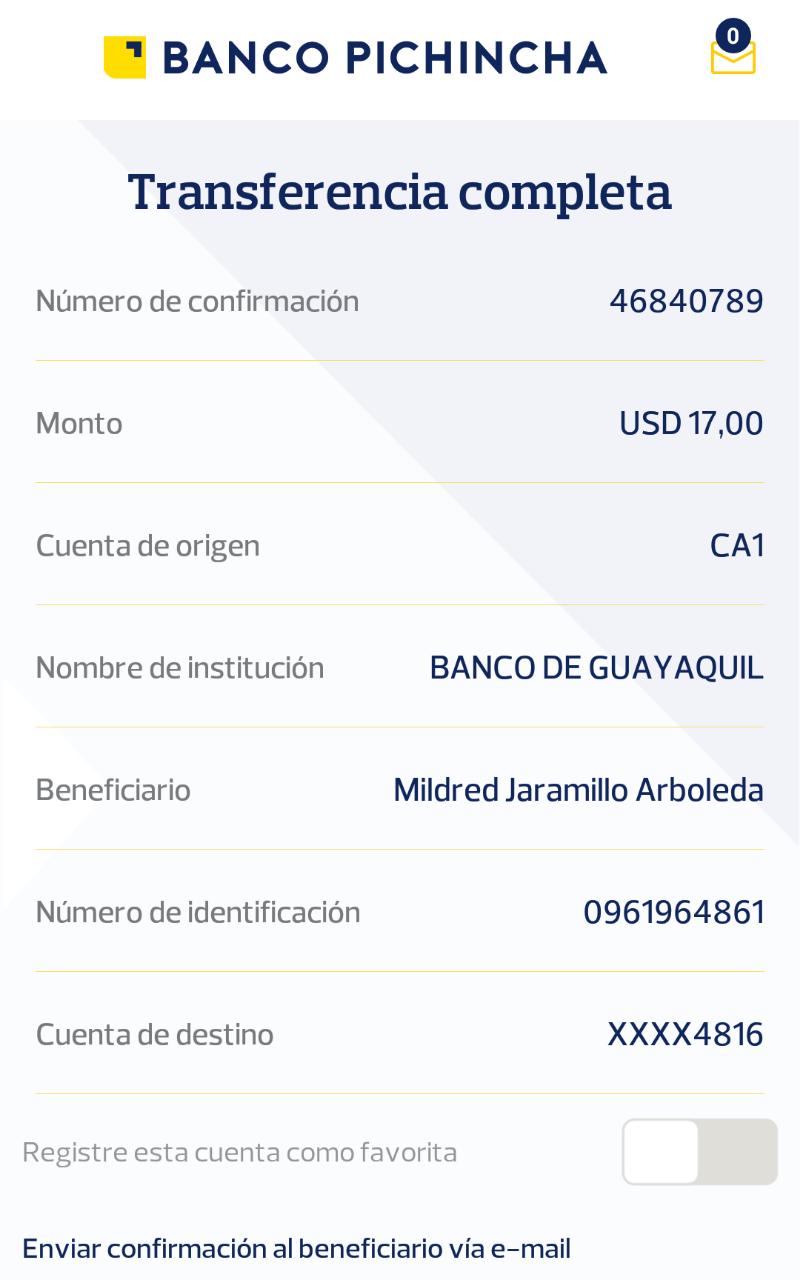 BANCO PICHINCHA
0
Transferencia completa
Número de confirmación 46840789
Monto USD 17,00
Cuenta de origen CA1
Nombre de institución BANCO DE GUAYAQUIL
Beneficiario Mildred Jaramillo Arboleda
Número de identificación 0961964861
Cuenta de destino XXXX4816
Registre esta cuenta como favorita
Enviar confirmación al beneficiario vía e-mail